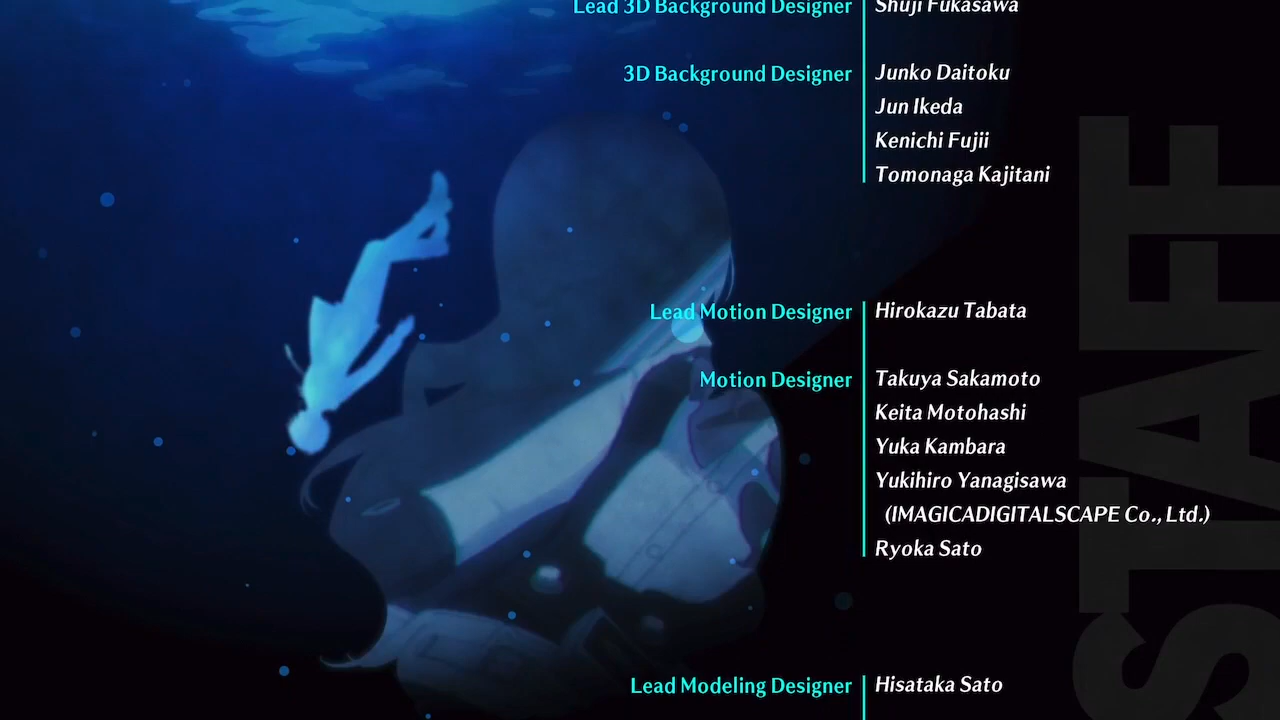 Lead 3D Background Designer Shuji Fukasawa
3D Background Designer Junko Daitoku
Jun Ikeda
Kenichi Fujii
Tomonaga Kajitani
Lead Motion Designer Hirokazu Tabata
Motion Designer Takuya Sakamoto
Keita Motohashi
Yuka Kambara
Yukihiro Yanagisawa
(IMAGICADIGITALSCAPE Co., Ltd.)
Ryoka Sato
Lead Modeling Designer Hisataka Sato
STAFF